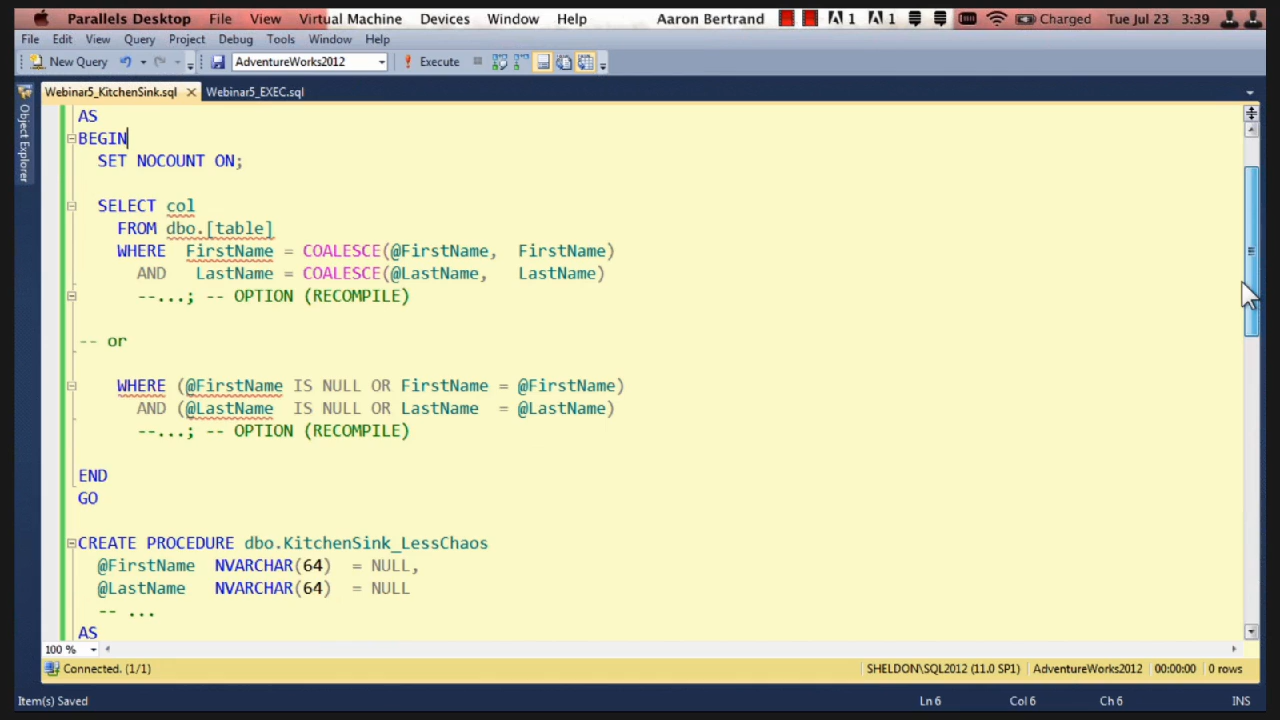 Parallels Desktop File View Virtual Machine Devices Window Help Aaron Bertrand 1 1 Charged Tue Jul 23 3:39
File Edit View Query Project Debug Tools Window Help
New Query AdventureWorks2012 Execute
Webinar5_KitchenSink.sql Webinar5_EXEC.sql
Object Explorer
AS
BEGIN
SET NOCOUNT ON;
SELECT col
FROM dbo.[table]
WHERE FirstName = COALESCE(@FirstName, FirstName)
AND LastName = COALESCE(@LastName, LastName)
--...; -- OPTION (RECOMPILE)
-- or
WHERE (@FirstName IS NULL OR FirstName = @FirstName)
AND (@LastName IS NULL OR LastName = @LastName)
--...; -- OPTION (RECOMPILE)
END
GO
CREATE PROCEDURE dbo.KitchenSink_LessChaos
@FirstName NVARCHAR(64) = NULL,
@LastName NVARCHAR(64) = NULL
-- ...
AS
100 %
Connected. (1/1) SHELDON\SQL2012 (11.0 SP1) AdventureWorks2012 00:00:00 0 rows
Item(s) Saved Ln 6 Col 6 Ch 6 INS